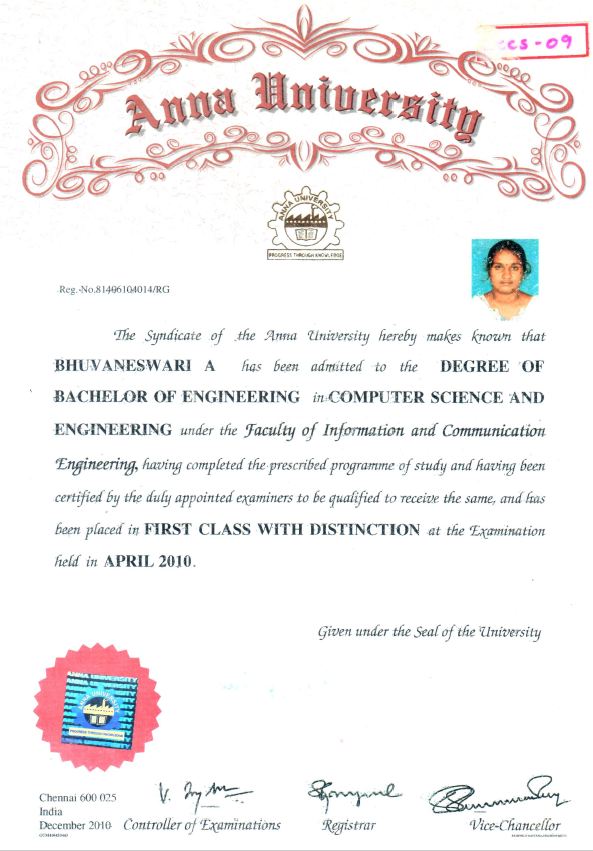 ccs - 09
Anna University
ANNA UNIVERSITY
PROGRESS THROUGH KNOWLEDGE
Reg.-No.81406104014/RG
The Syndicate of the Anna University hereby makes known that
BHUVANESWARI A has been admitted to the DEGREE OF
BACHELOR OF ENGINEERING in COMPUTER SCIENCE AND
ENGINEERING under the Faculty of Information and Communication
Engineering, having completed the prescribed programme of study and having been
certified by the duly appointed examiners to be qualified to receive the same, and has
been placed in FIRST CLASS WITH DISTINCTION at the Examination
held in APRIL 2010.
Given under the Seal of the University
ANNA UNIVERSITY
ANNA UNIVERSITY
PROGRESS THROUGH KNOWLEDGE
Chennai 600 025
India
December 2010 Controller of Examinations Registrar Vice-Chancellor